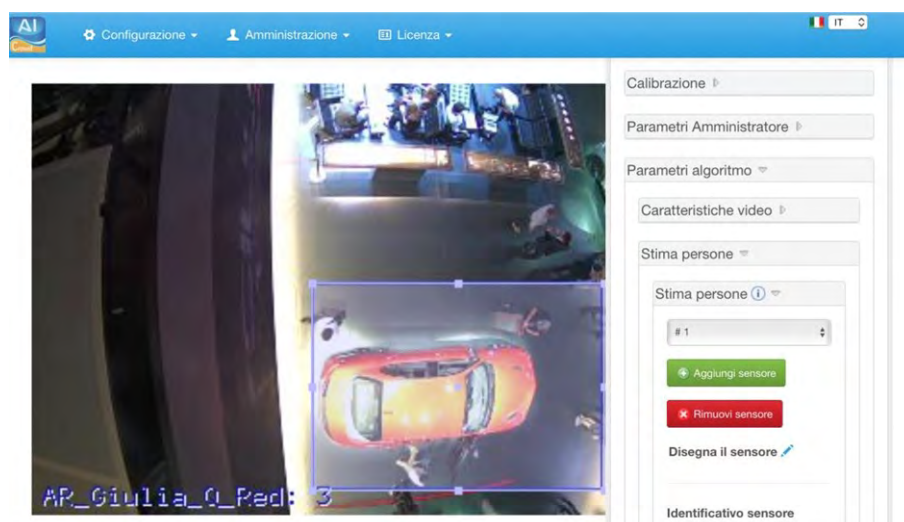 AI
Crowd
Configurazione
Amministrazione
Licenza
IT
Calibrazione
Parametri Amministratore
Parametri algoritmo
Caratteristiche video
Stima persone
Stima persone
# 1
Aggiungi sensore
Rimuovi sensore
Disegna il sensore
Identificativo sensore
AR_Giulia_Q_Red: 3